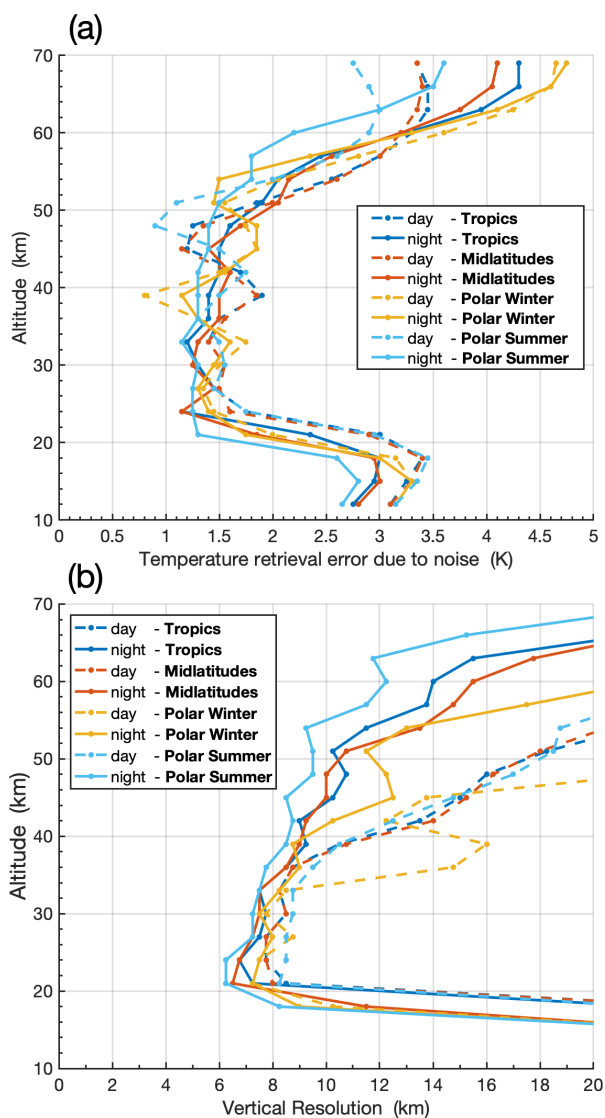 (a)
70
60
50
40
30
20
10
Altitude (km)
day - Tropics
night - Tropics
day - Midlatitudes
night - Midlatitudes
day - Polar Winter
night - Polar Winter
day - Polar Summer
night - Polar Summer
0 0.5 1 1.5 2 2.5 3 3.5 4 4.5 5
Temperature retrieval error due to noise (K)
(b)
70
60
50
40
30
20
10
Altitude (km)
day - Tropics
night - Tropics
day - Midlatitudes
night - Midlatitudes
day - Polar Winter
night - Polar Winter
day - Polar Summer
night - Polar Summer
0 2 4 6 8 10 12 14 16 18 20
Vertical Resolution (km)